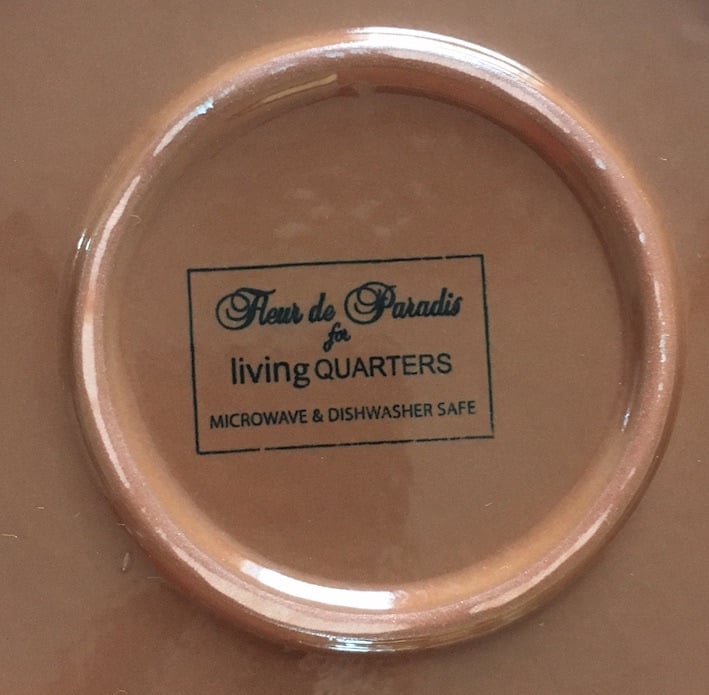 Fleur de Paradis
for
living QUARTERS
MICROWAVE & DISHWASHER SAFE